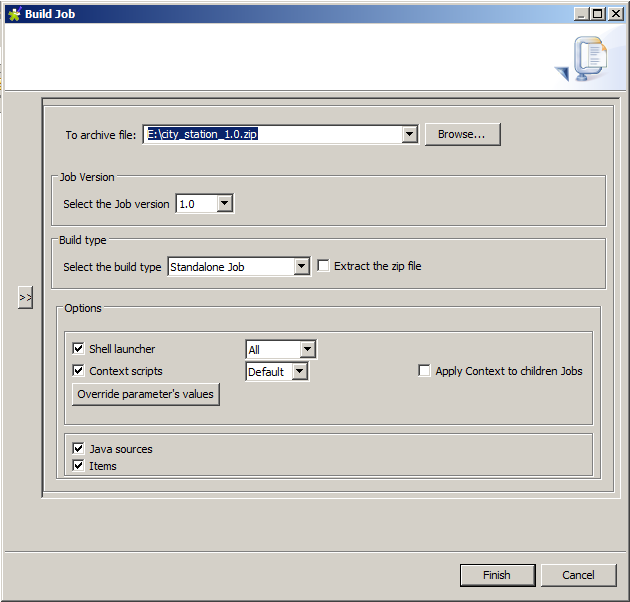 Build Job
To archive file: E:\city_station_1.0.zip Browse...
Job Version
Select the Job version 1.0
Build type
Select the build type Standalone Job Extract the zip file
>>
Options
Shell launcher All
Context scripts Default Apply Context to children Jobs
Override parameter's values
Java sources
Items
Finish Cancel